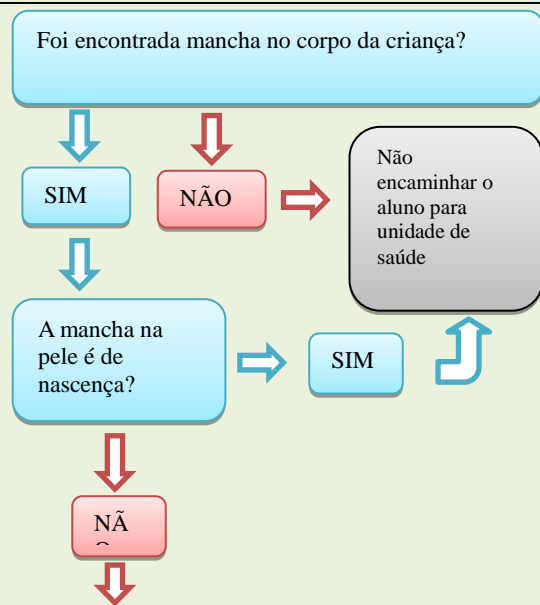 Foi encontrada mancha no corpo da criança?
SIM
NÃO
Não
encaminhar o
aluno para
unidade de
saúde
A mancha na
pele é de
nascença?
SIM
NÃ
O